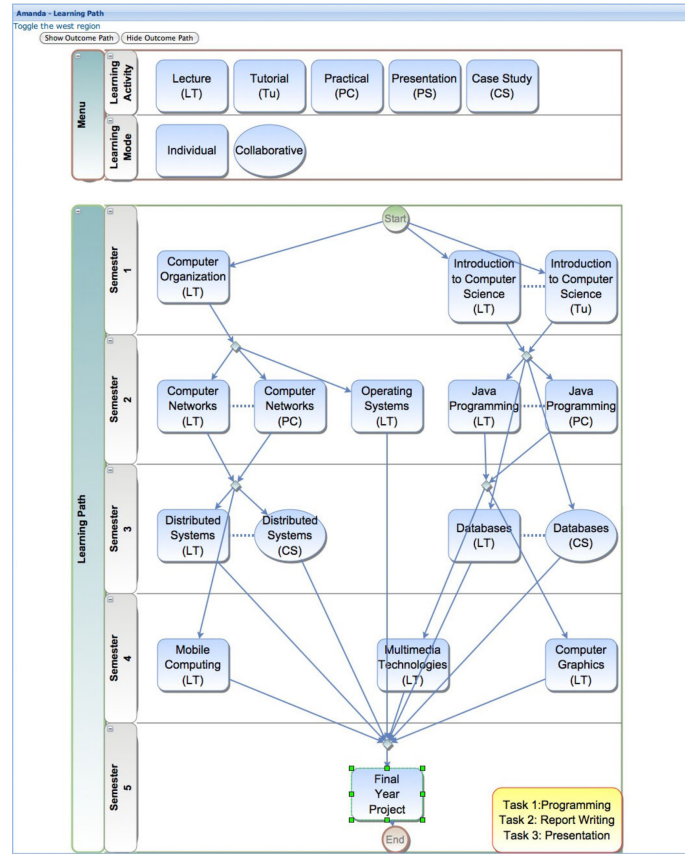 Amanda - Learning Path
Toggle the west region
Show Outcome Path Hide Outcome Path
Menu
Learning
Activity
Lecture
(LT)
Tutorial
(Tu)
Practical
(PC)
Presentation
(PS)
Case Study
(CS)
Learning
Mode
Individual
Collaborative
Learning Path
Start
Semester
1
Computer
Organization
(LT)
Introduction
to Computer
Science
(LT)
Introduction
to Computer
Science
(Tu)
Semester
2
Computer
Networks
(LT)
Computer
Networks
(PC)
Operating
Systems
(LT)
Java
Programming
(LT)
Java
Programming
(PC)
Semester
3
Distributed
Systems
(LT)
Distributed
Systems
(CS)
Databases
(LT)
Databases
(CS)
Semester
4
Mobile
Computing
(LT)
Multimedia
Technologies
(LT)
Computer
Graphics
(LT)
Semester
5
Final
Year
Project
End
Task 1:Programming
Task 2: Report Writing
Task 3: Presentation